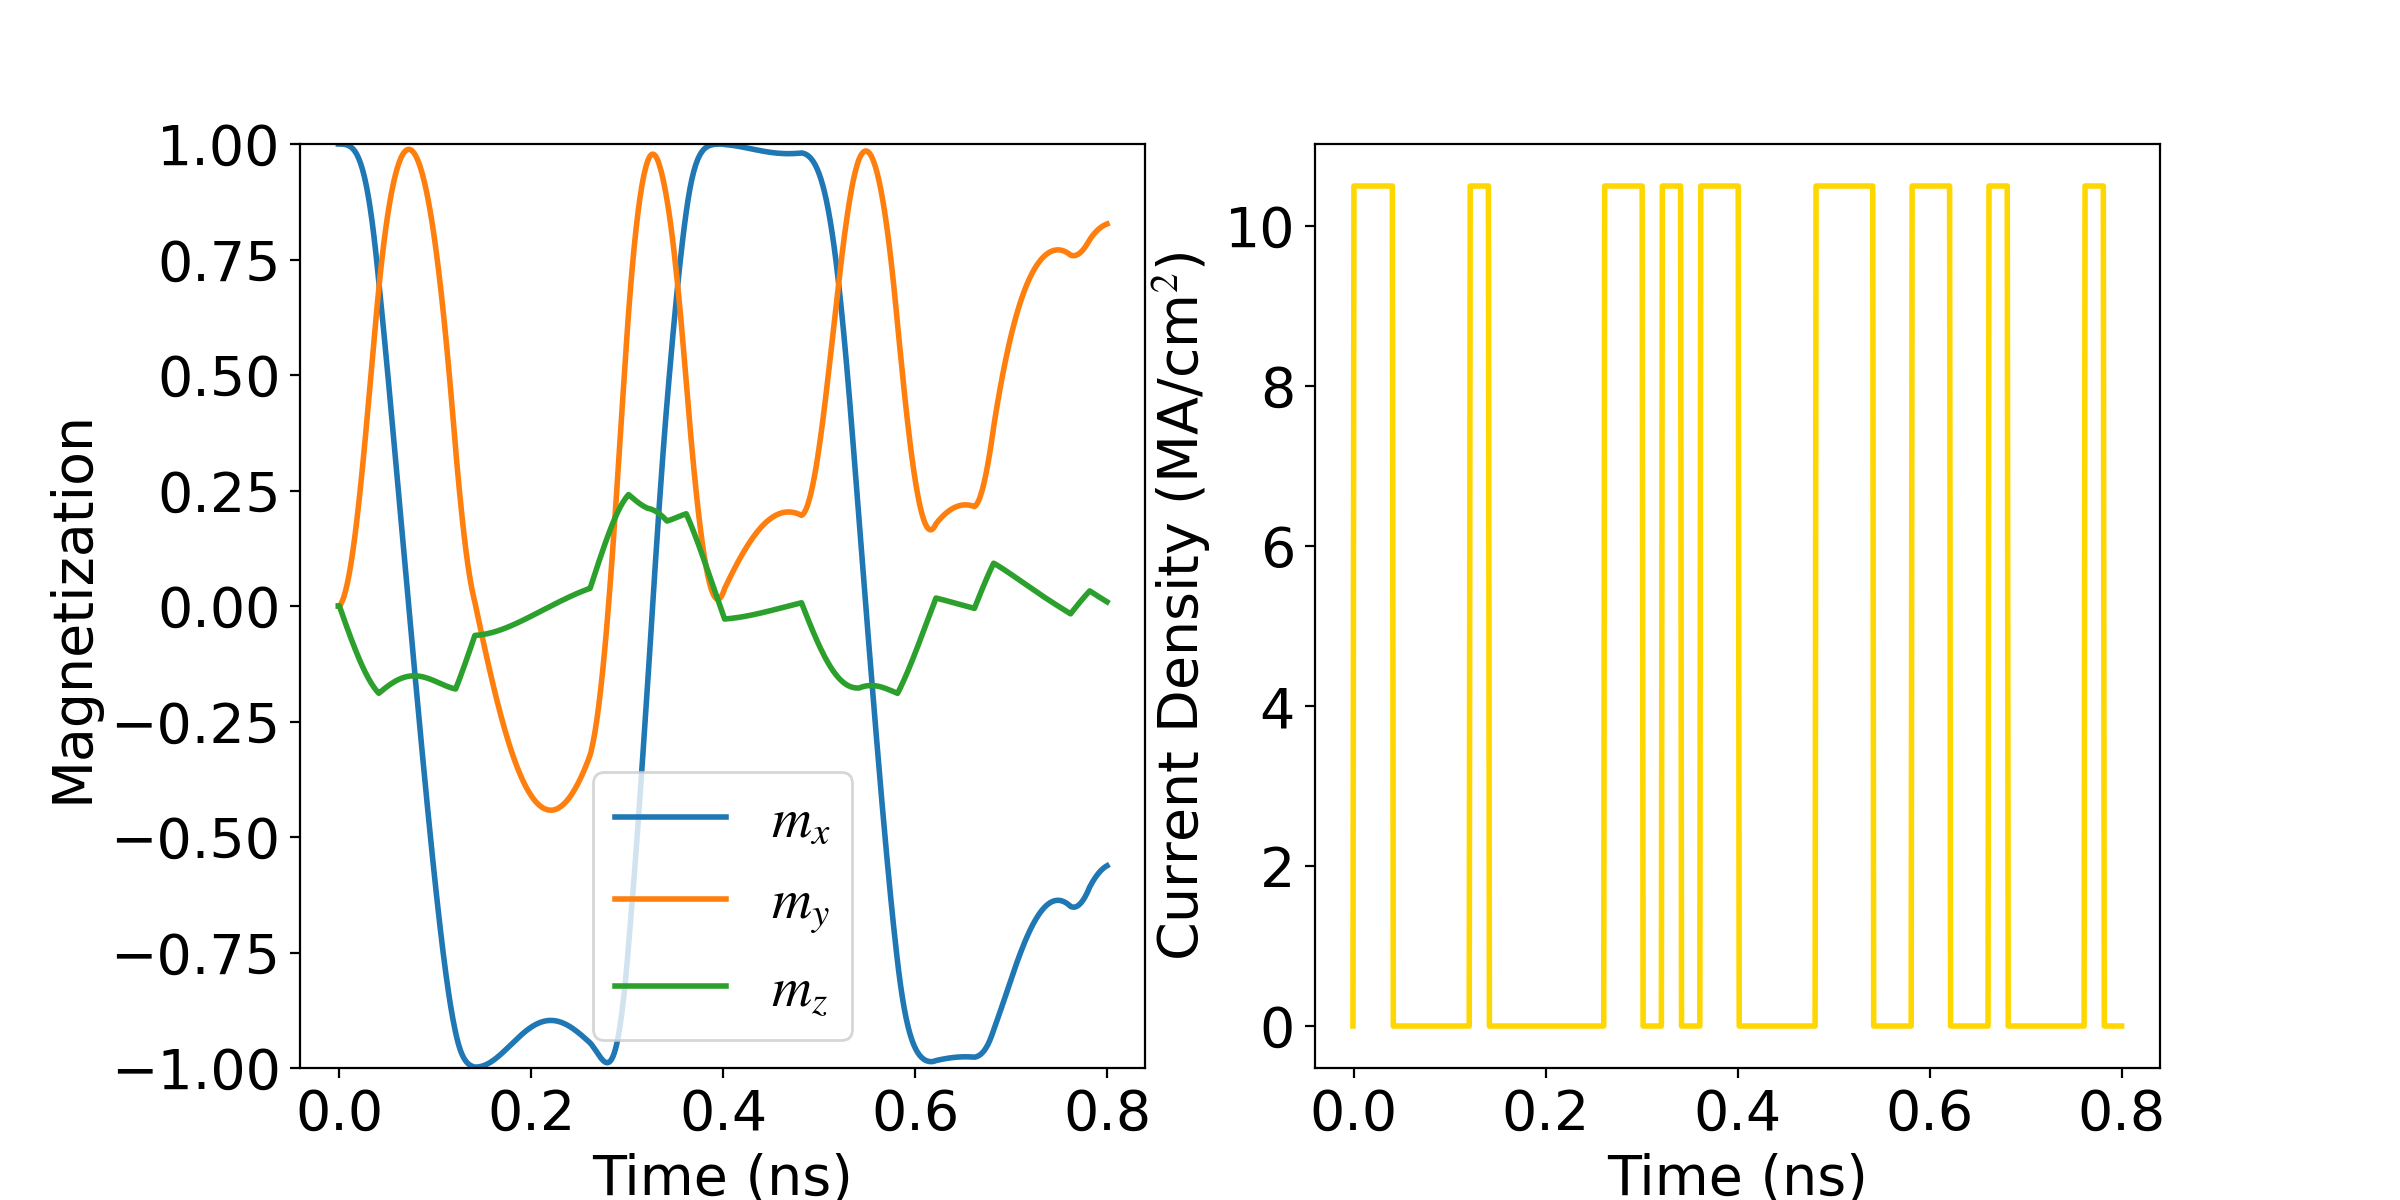 1.00
0.75
0.50
0.25
0.00
−0.25
−0.50
−0.75
−1.00
Magnetization
0.0 0.2 0.4 0.6 0.8
Time (ns)
m_x
m_y
m_z
10
8
6
4
2
0
Current Density (MA/cm²)
0.0 0.2 0.4 0.6 0.8
Time (ns)